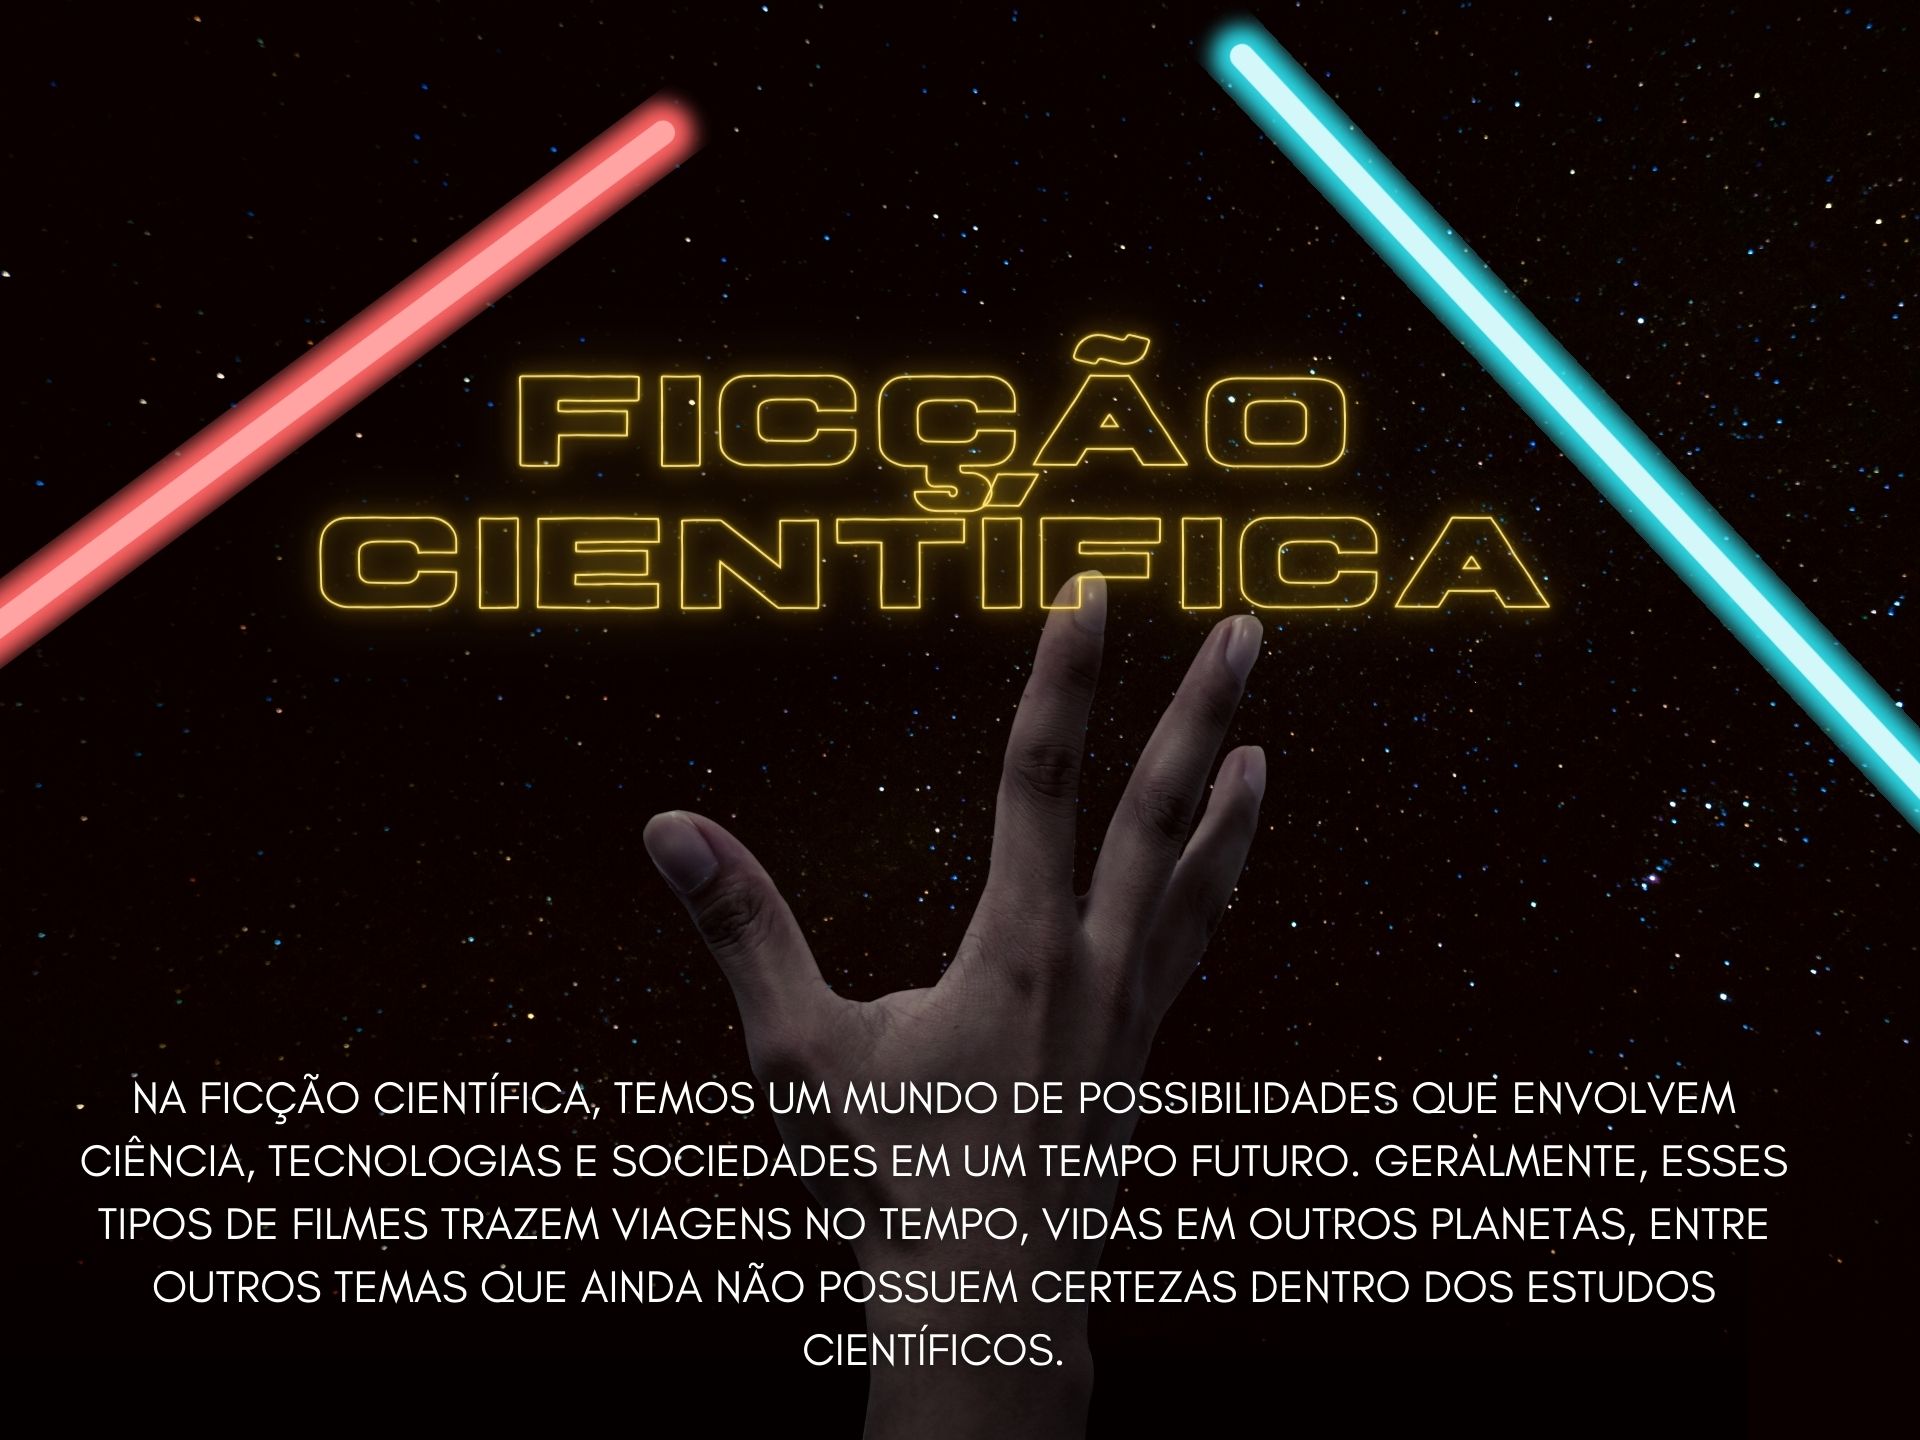 FICÇÃO
CIENTÍFICA
NA FICÇÃO CIENTÍFICA, TEMOS UM MUNDO DE POSSIBILIDADES QUE ENVOLVEM
CIÊNCIA, TECNOLOGIAS E SOCIEDADES EM UM TEMPO FUTURO. GERALMENTE, ESSES
TIPOS DE FILMES TRAZEM VIAGENS NO TEMPO, VIDAS EM OUTROS PLANETAS, ENTRE
OUTROS TEMAS QUE AINDA NÃO POSSUEM CERTEZAS DENTRO DOS ESTUDOS
CIENTÍFICOS.